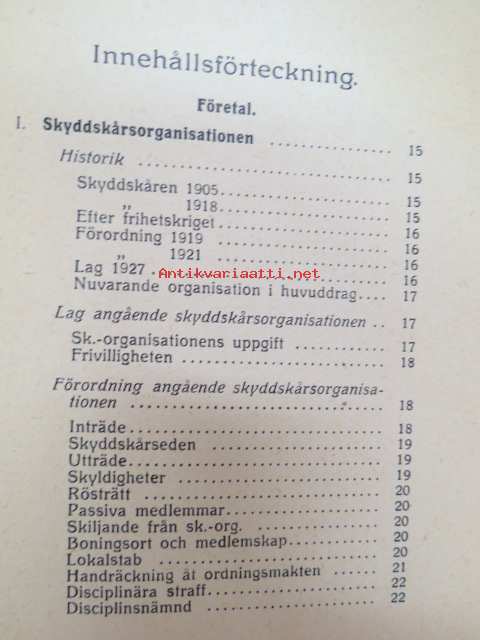 Innehållsförteckning.
Företal.
I. Skyddskårsorganisationen ................ 15
Historik ................................ 15
Skyddskåren 1905........................ 15
„ 1918........................ 15
Efter frihetskriget ...................... 16
Förordning 1919 ........................ 16
„ 1921 ........................ 16
Lag 1927 ............................... 16
Antikvariaatti.net
Nuvarande organisation i huvuddrag.... 17
Lag angående skyddskårsorganisationen .. 17
Sk.-organisationens uppgift ............ 17
Frivilligheten .......................... 18
Förordning angående skyddskårsorganisa-
tionen .................................. 18
Inträde ................................. 18
Skyddskårseden ........................ 19
Utträde ................................. 19
Skyldigheter ............................ 19
Rösträtt ................................ 20
Passiva medlemmar ...................... 20
Skiljande från sk.-org. ................. 20
Boningsort och medlemskap.............. 20
Lokalstab ............................... 20
Handräckning åt ordningsmakten ...... 21
Disciplinära straff ...................... 22
Disciplinsnämnd ........................ 22